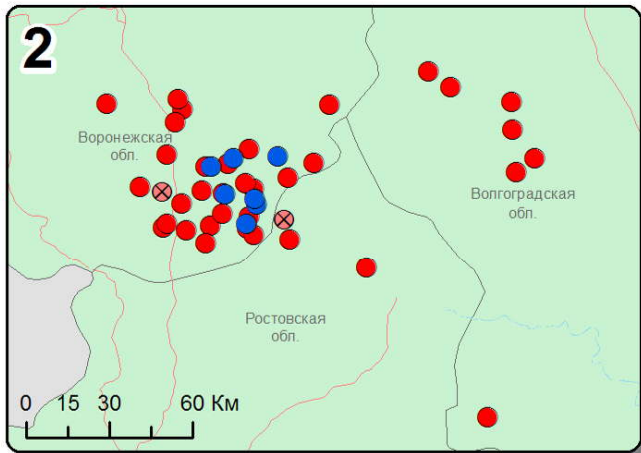 2
Воронежская
обл.
Волгоградская
обл.
Ростовская
обл.
0 15 30 60 Км